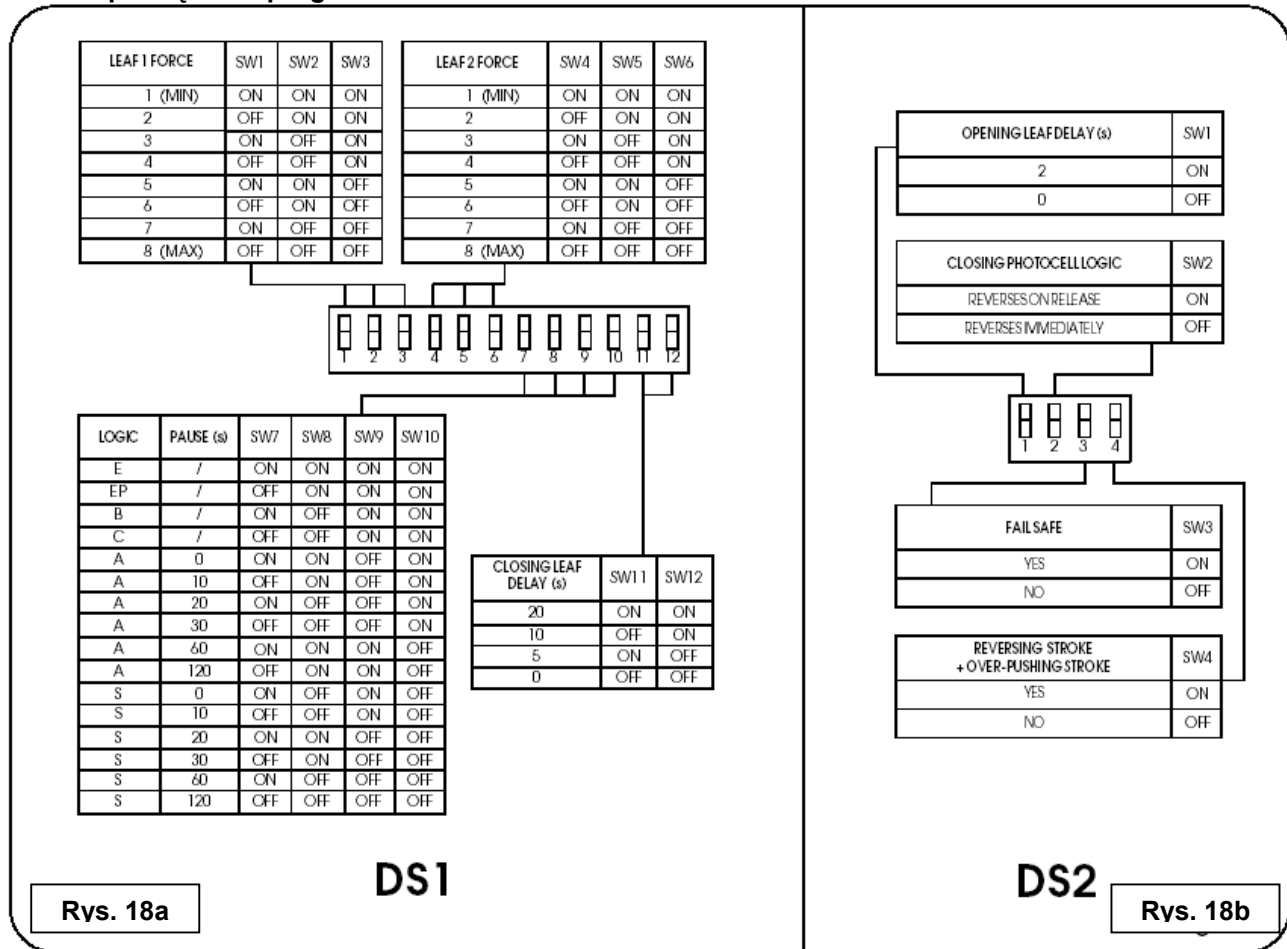 LEAF 1 FORCE SW1 SW2 SW3
1 (MIN) ON ON ON
2 OFF ON ON
3 ON OFF ON
4 OFF OFF ON
5 ON ON OFF
6 OFF ON OFF
7 ON OFF OFF
8 (MAX) OFF OFF OFF
LEAF 2 FORCE SW4 SW5 SW6
1 (MIN) ON ON ON
2 OFF ON ON
3 ON OFF ON
4 OFF OFF ON
5 ON ON OFF
6 OFF ON OFF
7 ON OFF OFF
8 (MAX) OFF OFF OFF
1 2 3 4 5 6 7 8 9 10 11 12
LOGIC PAUSE (s) SW7 SW8 SW9 SW10
E / ON ON ON ON
EP / OFF ON ON ON
B / ON OFF ON ON
C / OFF OFF ON ON
A 0 ON ON OFF ON
A 10 OFF ON OFF ON
A 20 ON OFF OFF ON
A 30 OFF OFF OFF ON
A 60 ON ON ON OFF
A 120 OFF ON ON OFF
S 0 ON OFF ON OFF
S 10 OFF OFF ON OFF
S 20 ON ON OFF OFF
S 30 OFF ON OFF OFF
S 60 ON OFF OFF OFF
S 120 OFF OFF OFF OFF
CLOSING LEAF
DELAY (s) SW11 SW12
20 ON ON
10 OFF ON
5 ON OFF
0 OFF OFF
DS1
Rys. 18a
OPENING LEAF DELAY (s) SW1
2 ON
0 OFF
CLOSING PHOTOCELL LOGIC SW2
REVERSES ON RELEASE ON
REVERSES IMMEDIATELY OFF
1 2 3 4
FAIL SAFE SW3
YES ON
NO OFF
REVERSING STROKE
+ OVER-PUSHING STROKE SW4
YES ON
NO OFF
DS2
Rys. 18b